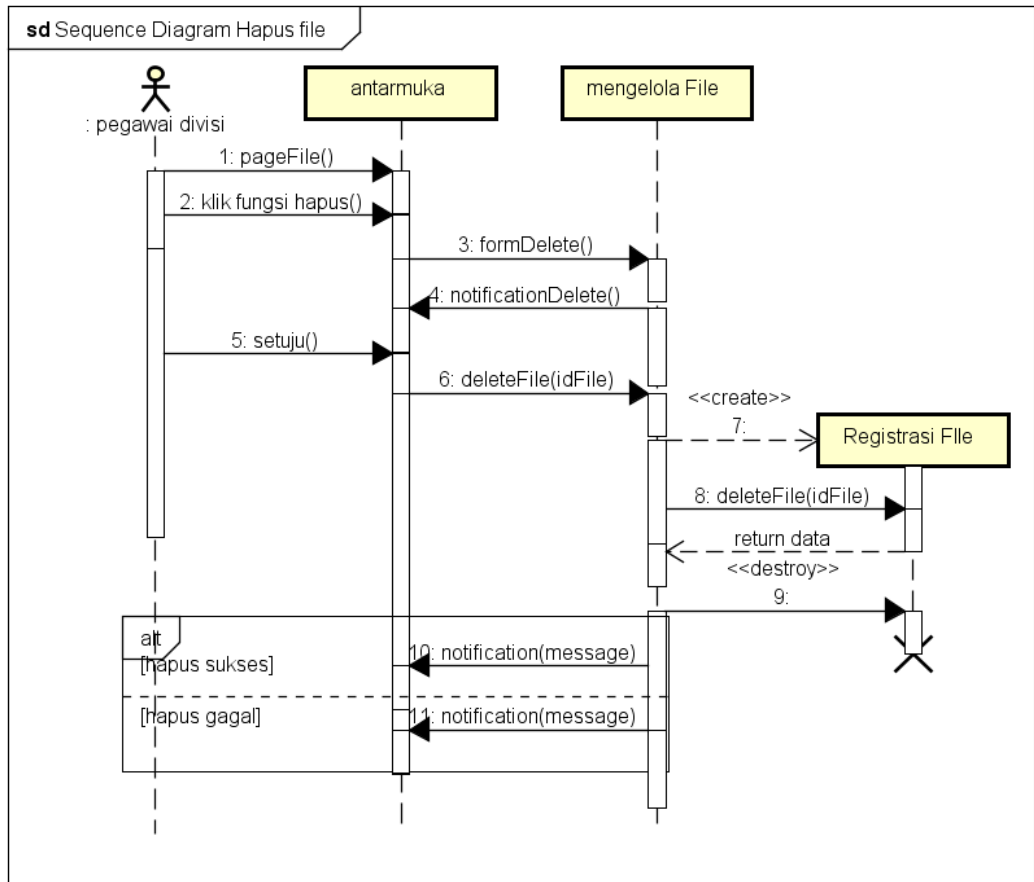 sd Sequence Diagram Hapus file
antarmuka
mengelola File
: pegawai divisi
1: pageFile()
2: klik fungsi hapus()
3: formDelete()
4: notificationDelete()
5: setuju()
6: deleteFile(idFile)
<<create>>
7:
Registrasi FIle
8: deleteFile(idFile)
return data
<<destroy>>
9:
alt
[hapus sukses]
10: notification(message)
[hapus gagal]
11: notification(message)